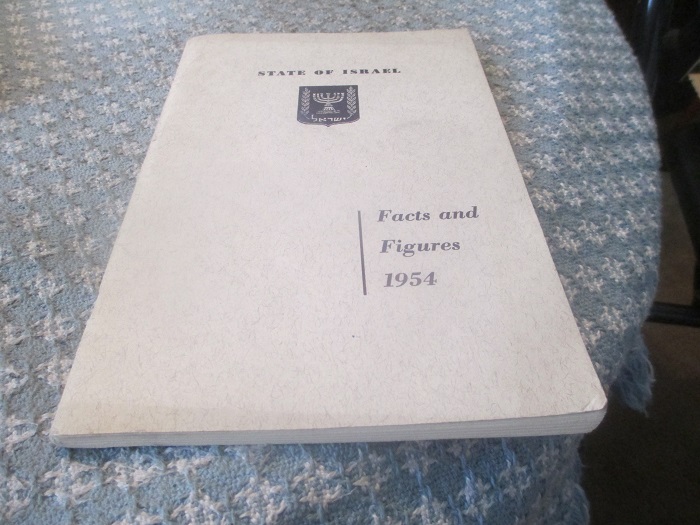 STATE OF ISRAEL
ישראל
Facts and
Figures
1954